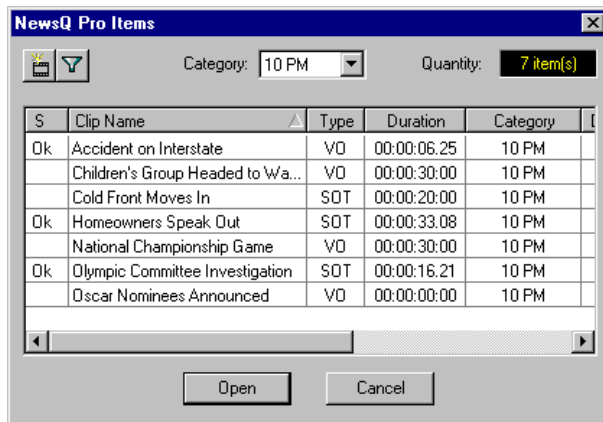 NewsQ Pro Items
Category: 10 PM Quantity: 7 item(s)
S Clip Name Type Duration Category
Ok Accident on Interstate VO 00:00:06.25 10 PM
Children's Group Headed to Wa... VO 00:00:30:00 10 PM
Cold Front Moves In SOT 00:00:20:00 10 PM
Ok Homeowners Speak Out SOT 00:00:33.08 10 PM
National Championship Game VO 00:00:30:00 10 PM
Ok Olympic Committee Investigation SOT 00:00:16.21 10 PM
Oscar Nominees Announced VO 00:00:00:00 10 PM
Open Cancel